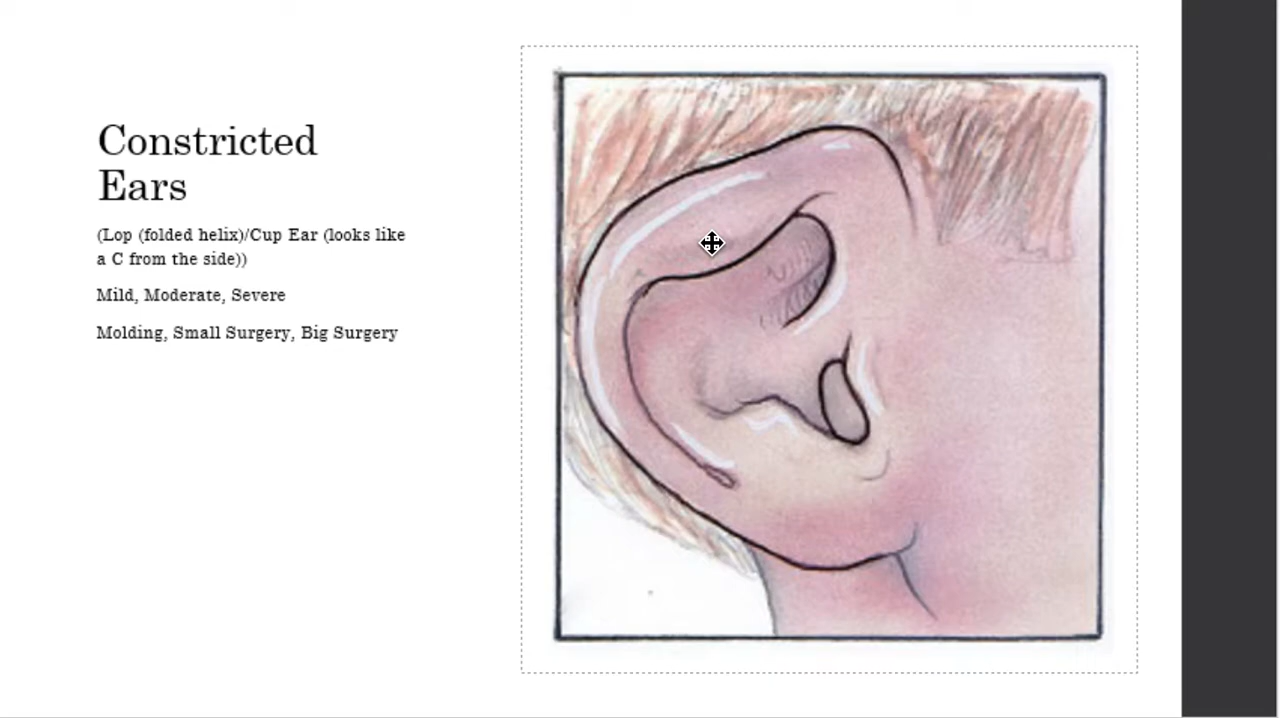 Constricted
Ears
(Lop (folded helix)/Cup Ear (looks like
a C from the side))
Mild, Moderate, Severe
Molding, Small Surgery, Big Surgery